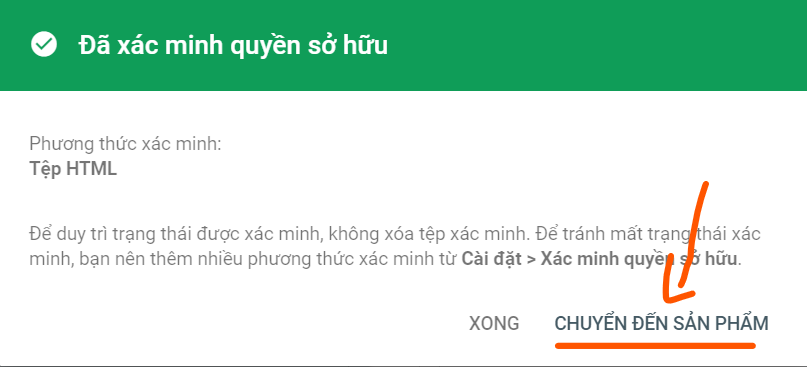 Đã xác minh quyền sở hữu
Phương thức xác minh:
Tệp HTML
Để duy trì trạng thái được xác minh, không xóa tệp xác minh. Để tránh mất trạng thái xác
minh, bạn nên thêm nhiều phương thức xác minh từ Cài đặt > Xác minh quyền sở hữu.
XONG CHUYỂN ĐẾN SẢN PHẨM